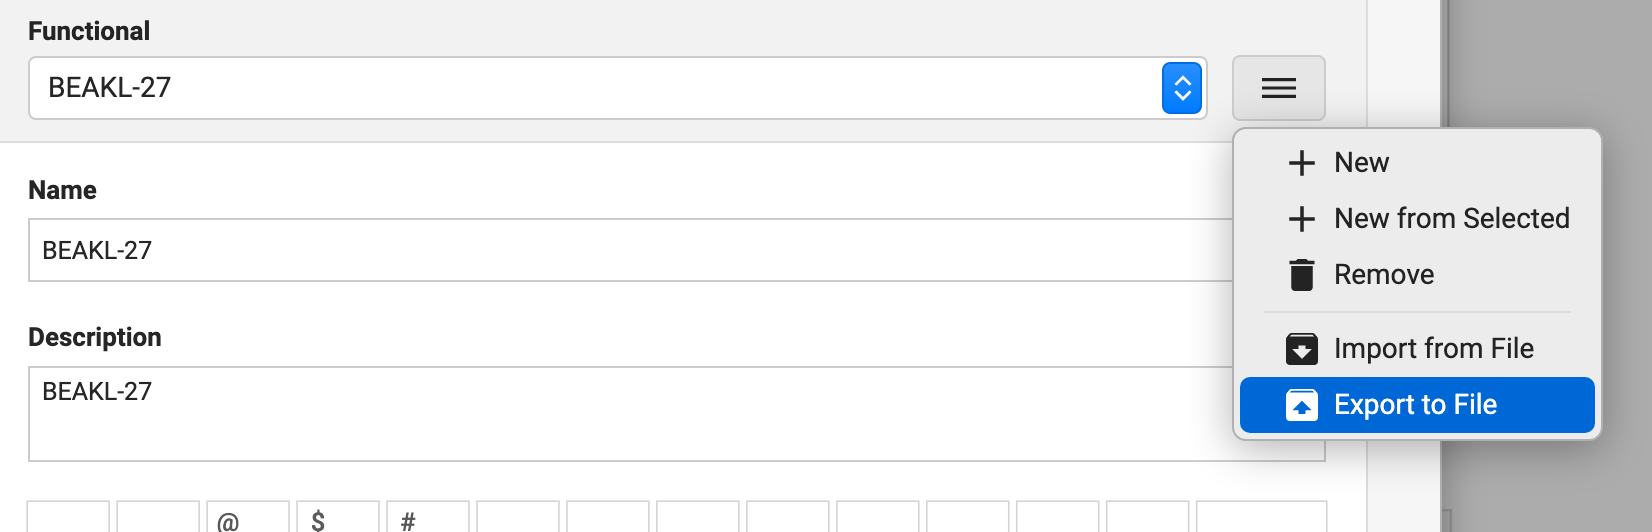 Functional
BEAKL-27
New
Name
New from Selected
BEAKL-27
Remove
Description
Import from File
BEAKL-27
Export to File
@ $ #